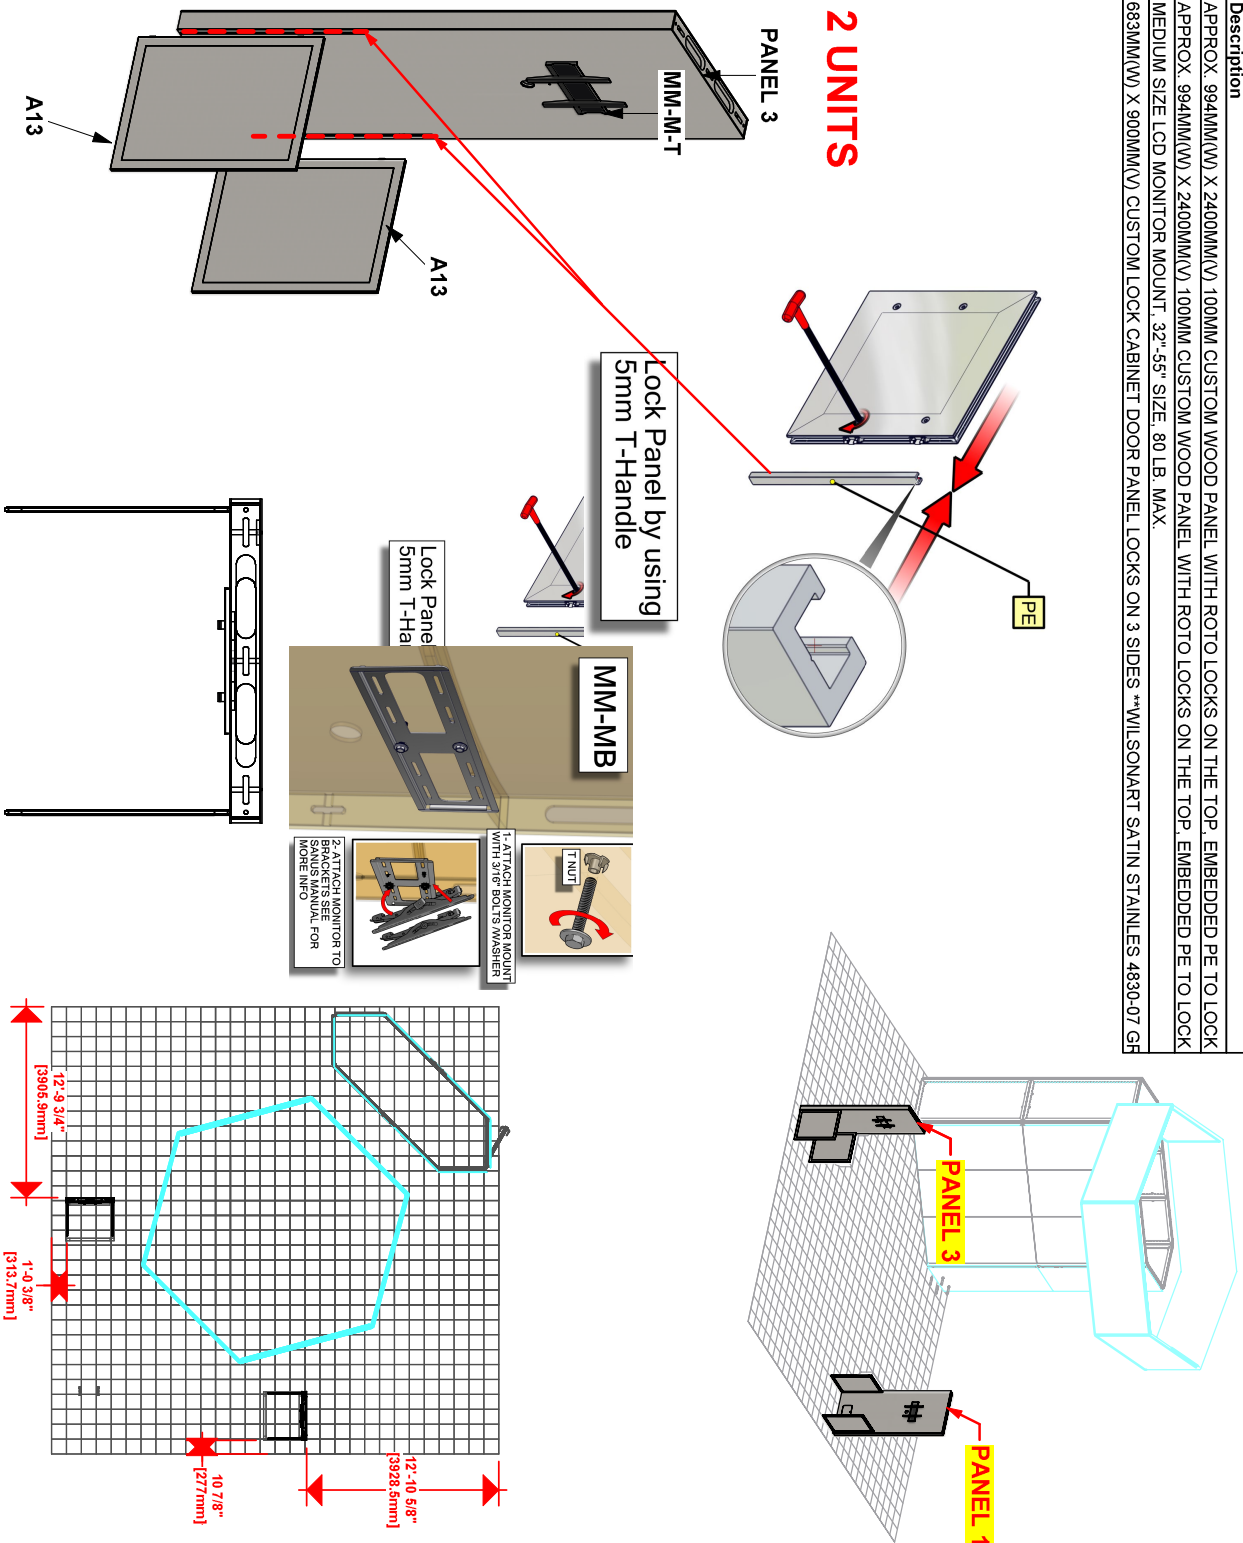 Description
APPROX. 994MM(W) X 2400MM(V) 100MM CUSTOM WOOD PANEL WITH ROTO LOCKS ON THE TOP, EMBEDDED PE TO LOCK
APPROX. 994MM(W) X 2400MM(V) 100MM CUSTOM WOOD PANEL WITH ROTO LOCKS ON THE TOP, EMBEDED PE TO LOCK
MEDIUM SIZE LCD MONITOR MOUNT, 32"-55" SIZE, 80 LB. MAX.
683MM(W) X 900MM(V) CUSTOM LOCK CABINET DOOR PANEL LOCKS ON 3 SIDES **WILSONART SATIN STAINLES 4830-07 GR
2 UNITS
PANEL 3
MM-M-T
A13
A13
PE
Lock Panel by using
5mm T-Handle
Lock Pane
5mm T-Ha
MM-MB
T NUT
1- ATTACH MONITOR MOUNT
WITH 3/16" BOLTS /WASHER
2- ATTACH MONITOR TO
BRACKETS SEE
SANUS MANUAL FOR
MORE INFO
PANEL 3
PANEL 1
12'-9 3/4"
[3905.9mm]
1'-0 3/8"
[313.7mm]
10 7/8"
[277mm]
12'-10 5/8"
[3928.5mm]